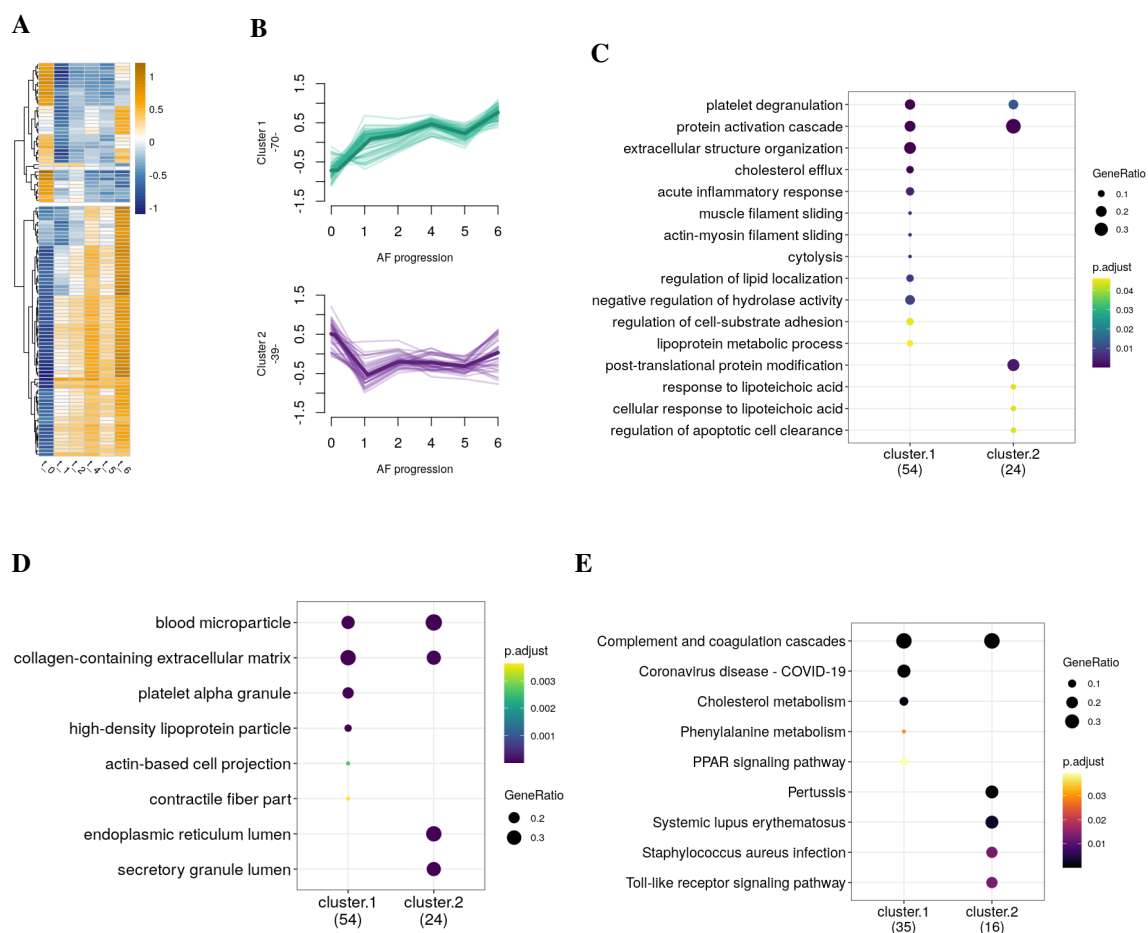 A
1
0.5
0
-0.5
-1
t_0 t_1 t_2 t_4 t_5 t_6
B
Cluster 1
-70-
1.5
0.5
-0.5
-1.5
0 1 2 4 5 6
AF progression
Cluster 2
-39-
1.5
0.5
-0.5
-1.5
0 1 2 4 5 6
AF progression
C
platelet degranulation
protein activation cascade
extracellular structure organization
cholesterol efflux
acute inflammatory response
muscle filament sliding
actin-myosin filament sliding
cytolysis
regulation of lipid localization
negative regulation of hydrolase activity
regulation of cell-substrate adhesion
lipoprotein metabolic process
post-translational protein modification
response to lipoteichoic acid
cellular response to lipoteichoic acid
regulation of apoptotic cell clearance
cluster.1 cluster.2
(54) (24)
GeneRatio
0.1
0.2
0.3
p.adjust
0.04
0.03
0.02
0.01
D
blood microparticle
collagen-containing extracellular matrix
platelet alpha granule
high-density lipoprotein particle
actin-based cell projection
contractile fiber part
endoplasmic reticulum lumen
secretory granule lumen
cluster.1 cluster.2
(54) (24)
p.adjust
0.003
0.002
0.001
GeneRatio
0.2
0.3
E
Complement and coagulation cascades
Coronavirus disease - COVID-19
Cholesterol metabolism
Phenylalanine metabolism
PPAR signaling pathway
Pertussis
Systemic lupus erythematosus
Staphylococcus aureus infection
Toll-like receptor signaling pathway
cluster.1 cluster.2
(35) (16)
GeneRatio
0.1
0.2
0.3
p.adjust
0.03
0.02
0.01